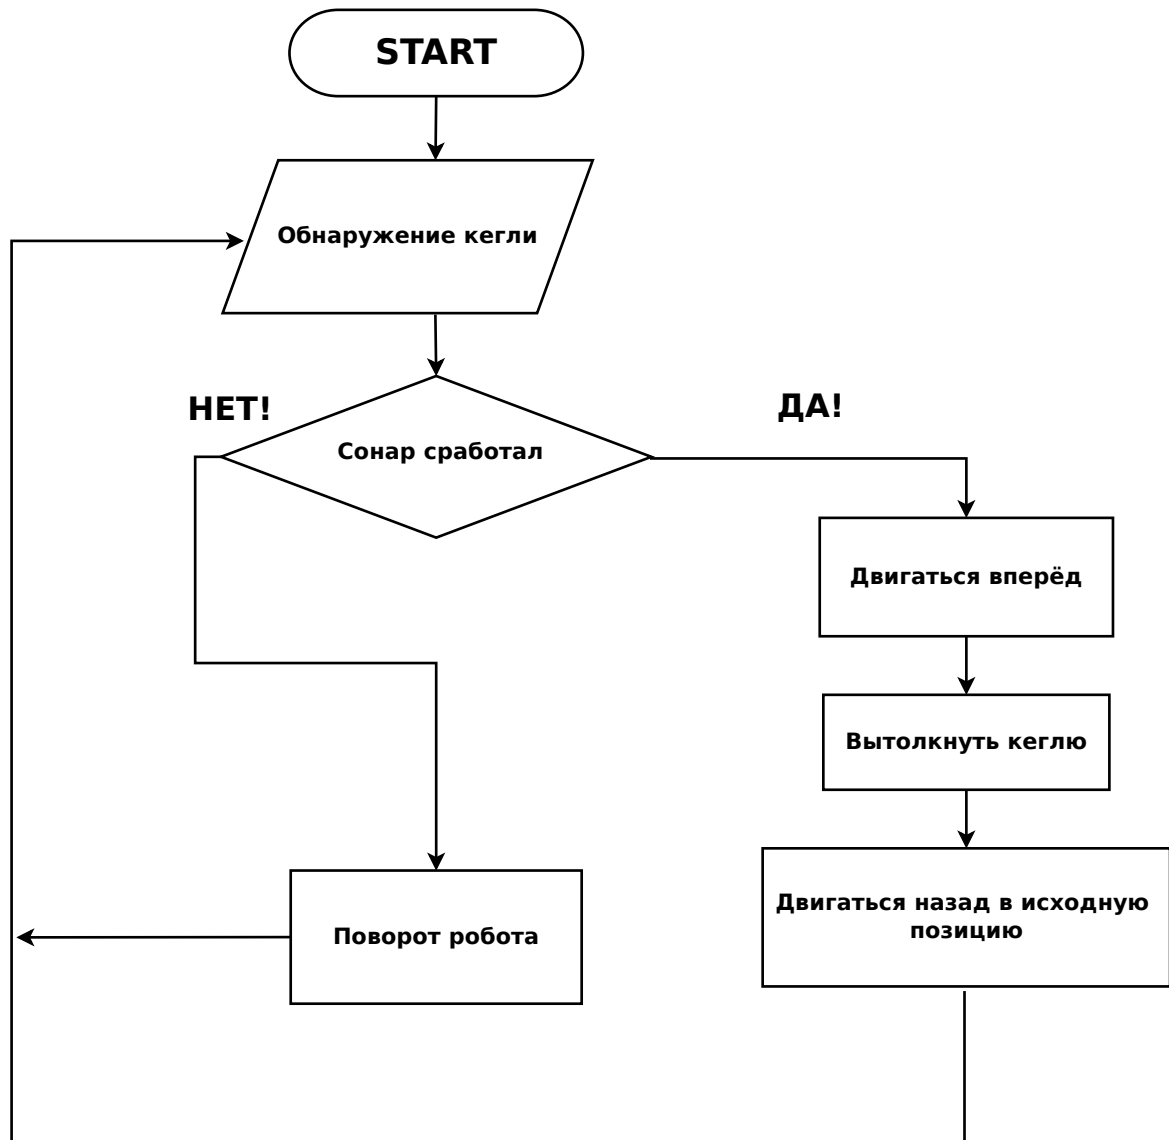 START
Обнаружение кегли
НЕТ!
ДА!
Сонар сработал
Двигаться вперёд
Вытолкнуть кеглю
Двигаться назад в исходную
позицию
Поворот робота